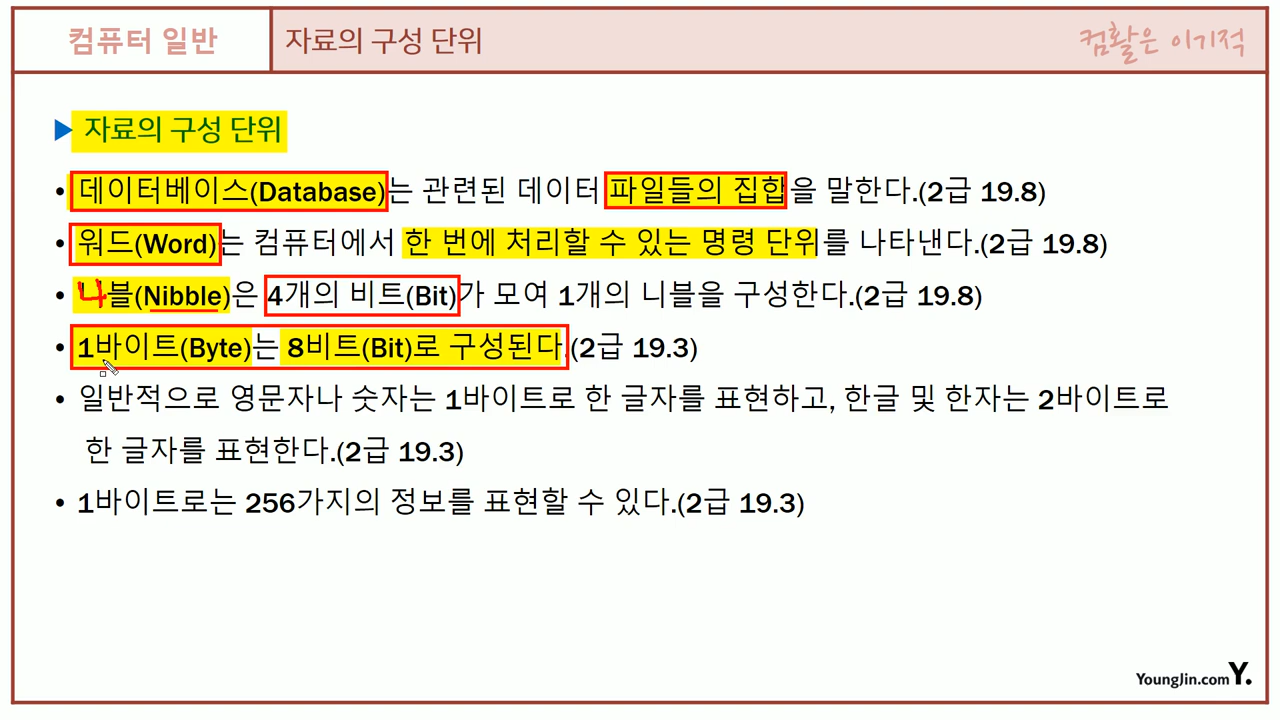 컴퓨터 일반
자료의 구성 단위
컴활은 이기적
▶ 자료의 구성 단위
• 데이터베이스(Database)는 관련된 데이터 파일들의 집합을 말한다.(2급 19.8)
• 워드(Word)는 컴퓨터에서 한 번에 처리할 수 있는 명령 단위를 나타낸다.(2급 19.8)
• 니블(Nibble)은 4개의 비트(Bit)가 모여 1개의 니블을 구성한다.(2급 19.8)
• 1바이트(Byte)는 8비트(Bit)로 구성된다.(2급 19.3)
• 일반적으로 영문자나 숫자는 1바이트로 한 글자를 표현하고, 한글 및 한자는 2바이트로
한 글자를 표현한다.(2급 19.3)
• 1바이트로는 256가지의 정보를 표현할 수 있다.(2급 19.3)
YoungJin.com Y.